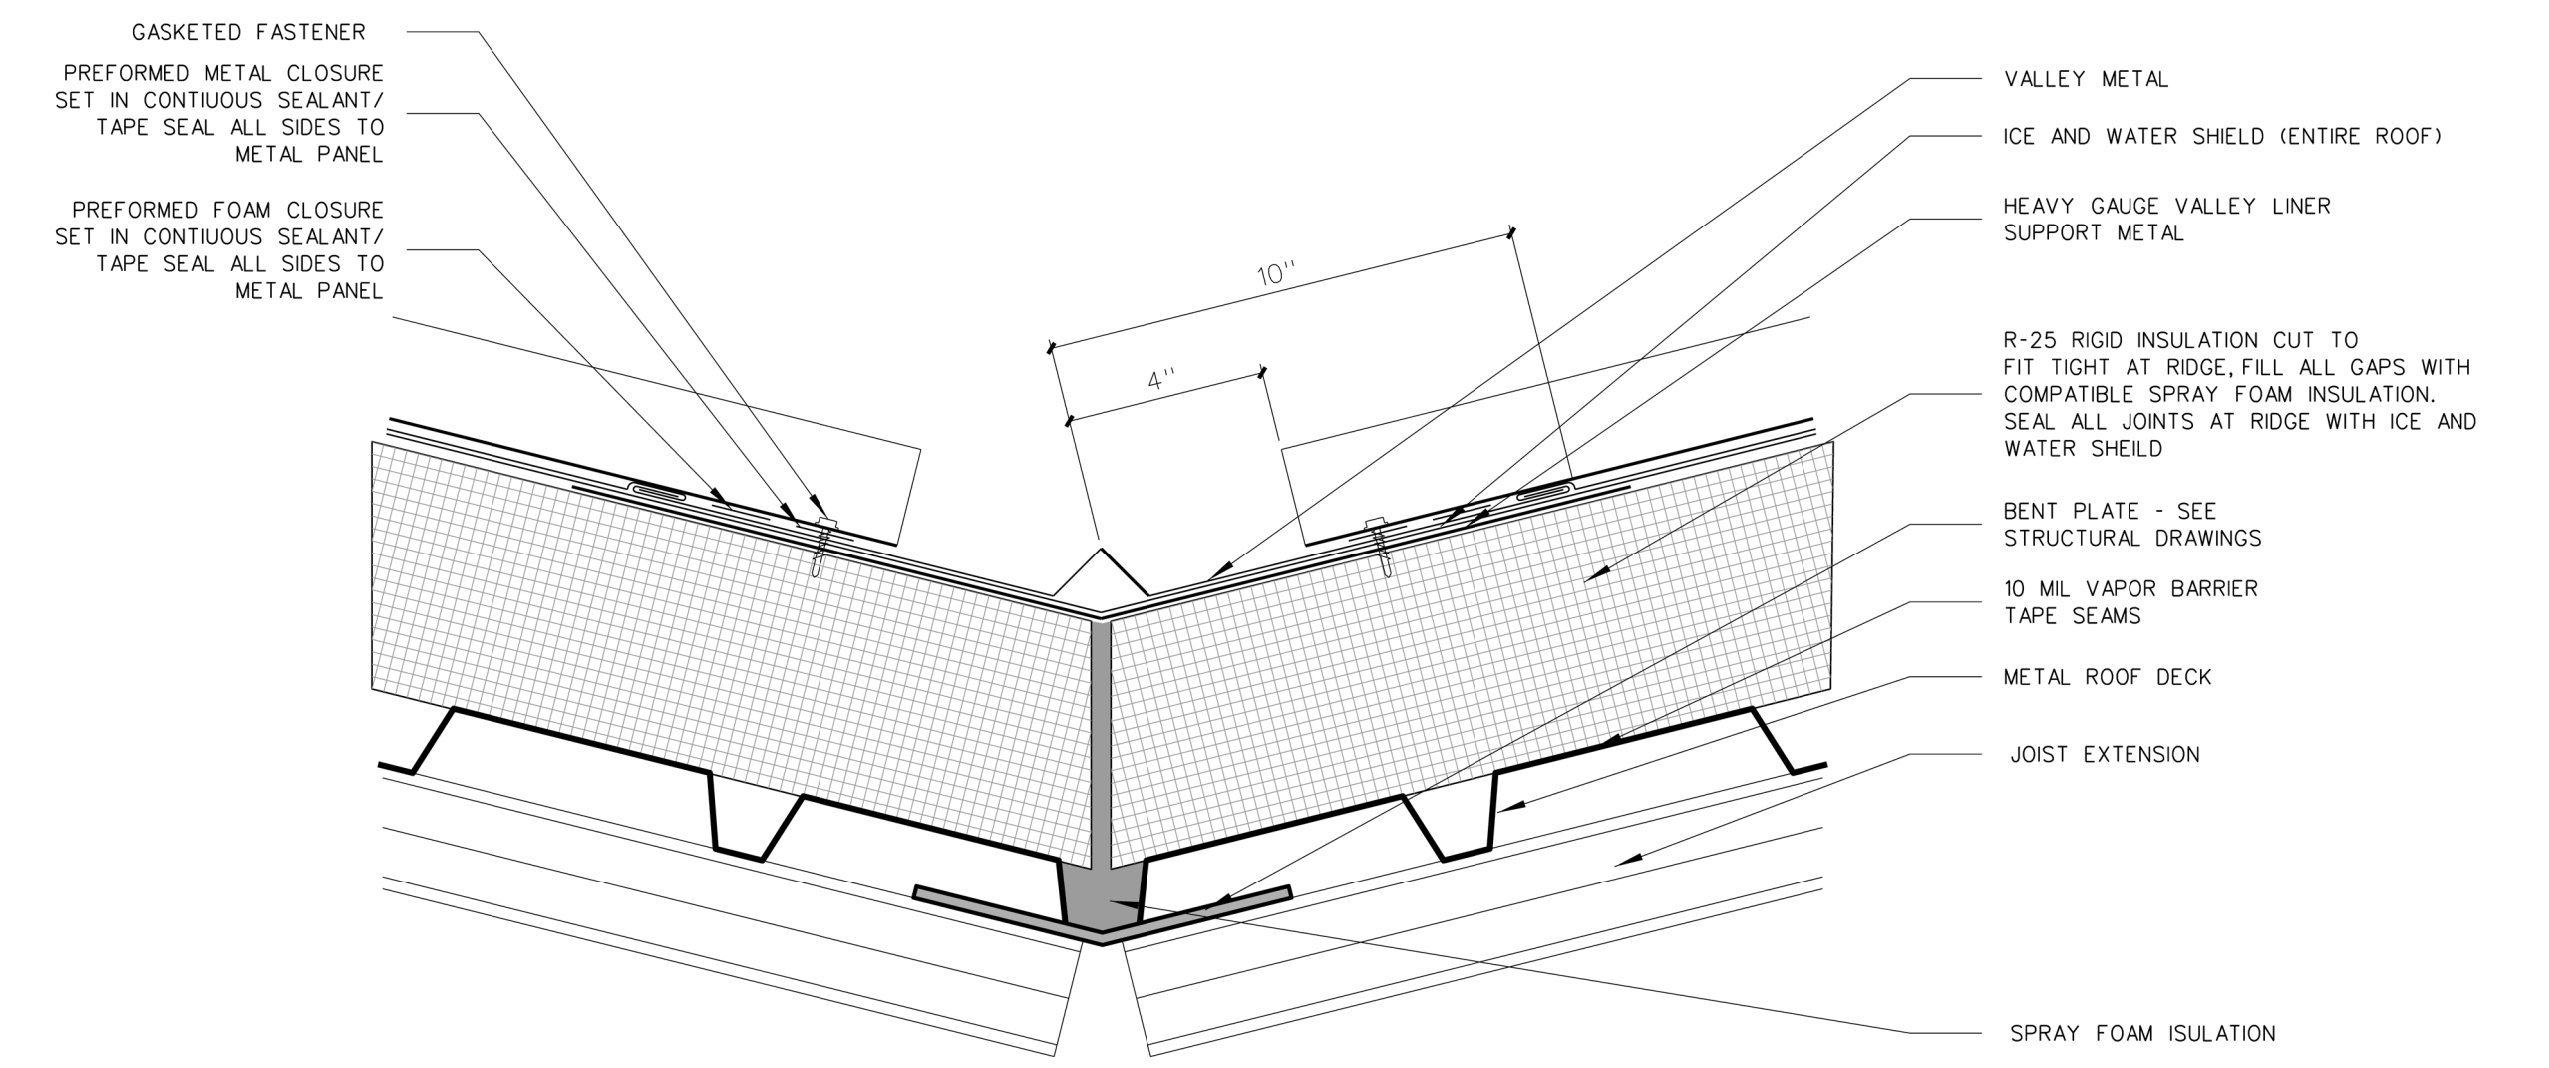 GASKETED FASTENER
PREFORMED METAL CLOSURE
SET IN CONTIUOUS SEALANT/
TAPE SEAL ALL SIDES TO
METAL PANEL
PREFORMED FOAM CLOSURE
SET IN CONTIUOUS SEALANT/
TAPE SEAL ALL SIDES TO
METAL PANEL
10"
4"
VALLEY METAL
ICE AND WATER SHIELD (ENTIRE ROOF)
HEAVY GAUGE VALLEY LINER
SUPPORT METAL
R-25 RIGID INSULATION CUT TO
FIT TIGHT AT RIDGE, FILL ALL GAPS WITH
COMPATIBLE SPRAY FOAM INSULATION.
SEAL ALL JOINTS AT RIDGE WITH ICE AND
WATER SHEILD
BENT PLATE - SEE
STRUCTURAL DRAWINGS
10 MIL VAPOR BARRIER
TAPE SEAMS
METAL ROOF DECK
JOIST EXTENSION
SPRAY FOAM ISULATION